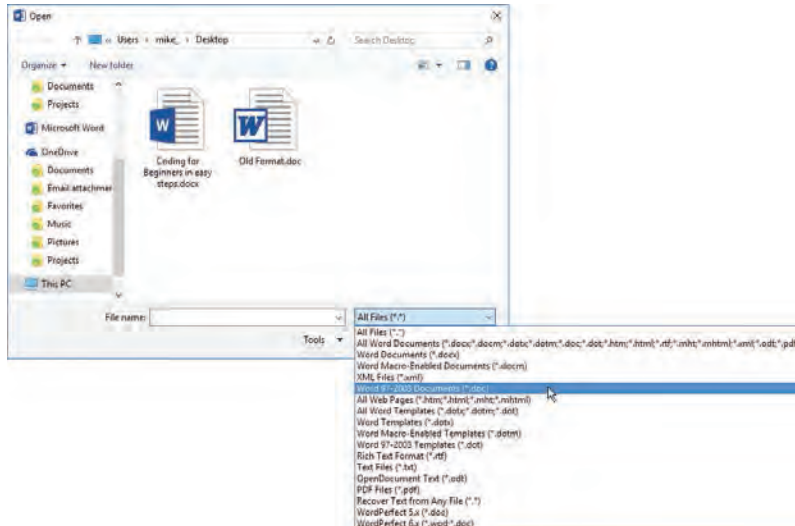 Open
« Users › mike_ › Desktop
Search Desktop
Organize
New folder
Documents
Projects
Microsoft Word
OneDrive
Documents
Email attachmen
Favorites
Music
Pictures
Projects
This PC
Coding for
Beginners in easy
steps.docx
Old Format.doc
File name:
All Files (*.*)
Tools
All Files (*.*)
All Word Documents (*.docx;*.docm;*.dotx;*.dotm;*.doc;*.dot;*.htm;*.html;*.rtf;*.mht;*.mhtml;*.xml;*.odt;*.pdf
Word Documents (*.docx)
Word Macro-Enabled Documents (*.docm)
XML Files (*.xml)
Word 97-2003 Documents (*.doc)
All Web Pages (*.htm;*.html;*.mht;*.mhtml)
All Word Templates (*.dotx;*.dotm;*.dot)
Word Templates (*.dotx)
Word Macro-Enabled Templates (*.dotm)
Word 97-2003 Templates (*.dot)
Rich Text Format (*.rtf)
Text Files (*.txt)
OpenDocument Text (*.odt)
PDF Files (*.pdf)
Recover Text from Any File (*.*)
WordPerfect 5.x (*.doc)
WordPerfect 6.x (*.wpd;*.doc)